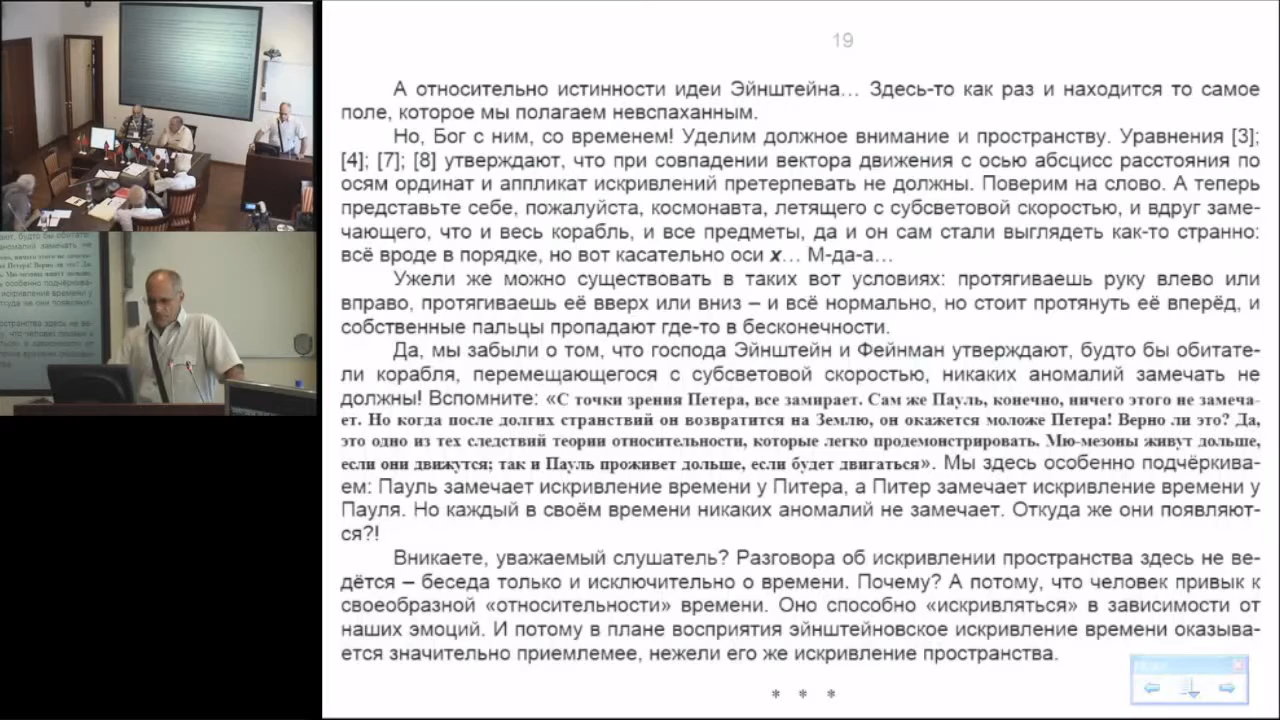 19
А относительно истинности идеи Эйнштейна… Здесь-то как раз и находится то самое
поле, которое мы полагаем невспаханным.
Но, Бог с ним, со временем! Уделим должное внимание и пространству. Уравнения [3];
[4]; [7]; [8] утверждают, что при совпадении вектора движения с осью абсцисс расстояния по
осям ординат и аппликат искривлений претерпевать не должны. Поверим на слово. А теперь
представьте себе, пожалуйста, космонавта, летящего с субсветовой скоростью, и вдруг заме-
чающего, что и весь корабль, и все предметы, да и он сам стали выглядеть как-то странно:
всё вроде в порядке, но вот касательно оси x… М-да-а…
Ужели же можно существовать в таких вот условиях: протягиваешь руку влево или
вправо, протягиваешь её вверх или вниз – и всё нормально, но стоит протянуть её вперёд, и
собственные пальцы пропадают где-то в бесконечности.
Да, мы забыли о том, что господа Эйнштейн и Фейнман утверждают, будто бы обитате-
ли корабля, перемещающегося с субсветовой скоростью, никаких аномалий замечать не
должны! Вспомните: «С точки зрения Петера, все замирает. Сам же Пауль, конечно, ничего этого не замеча-
ет. Но когда после долгих странствий он возвратится на Землю, он окажется моложе Петера! Верно ли это? Да,
это одно из тех следствий теории относительности, которые легко продемонстрировать. Мю-мезоны живут дольше,
если они движутся; так и Пауль проживет дольше, если будет двигаться». Мы здесь особенно подчёркива-
ем: Пауль замечает искривление времени у Питера, а Питер замечает искривление времени у
Пауля. Но каждый в своём времени никаких аномалий не замечает. Откуда же они появляют-
ся?!
Вникаете, уважаемый слушатель? Разговора об искривлении пространства здесь не ве-
дётся – беседа только и исключительно о времени. Почему? А потому, что человек привык к
своеобразной «относительности» времени. Оно способно «искривляться» в зависимости от
наших эмоций. И потому в плане восприятия эйнштейновское искривление времени оказыва-
ется значительно приемлемее, нежели его же искривление пространства.
* * *